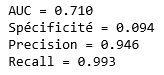 AUC = 0.710
Spécificité = 0.094
Precision = 0.946
Recall = 0.993